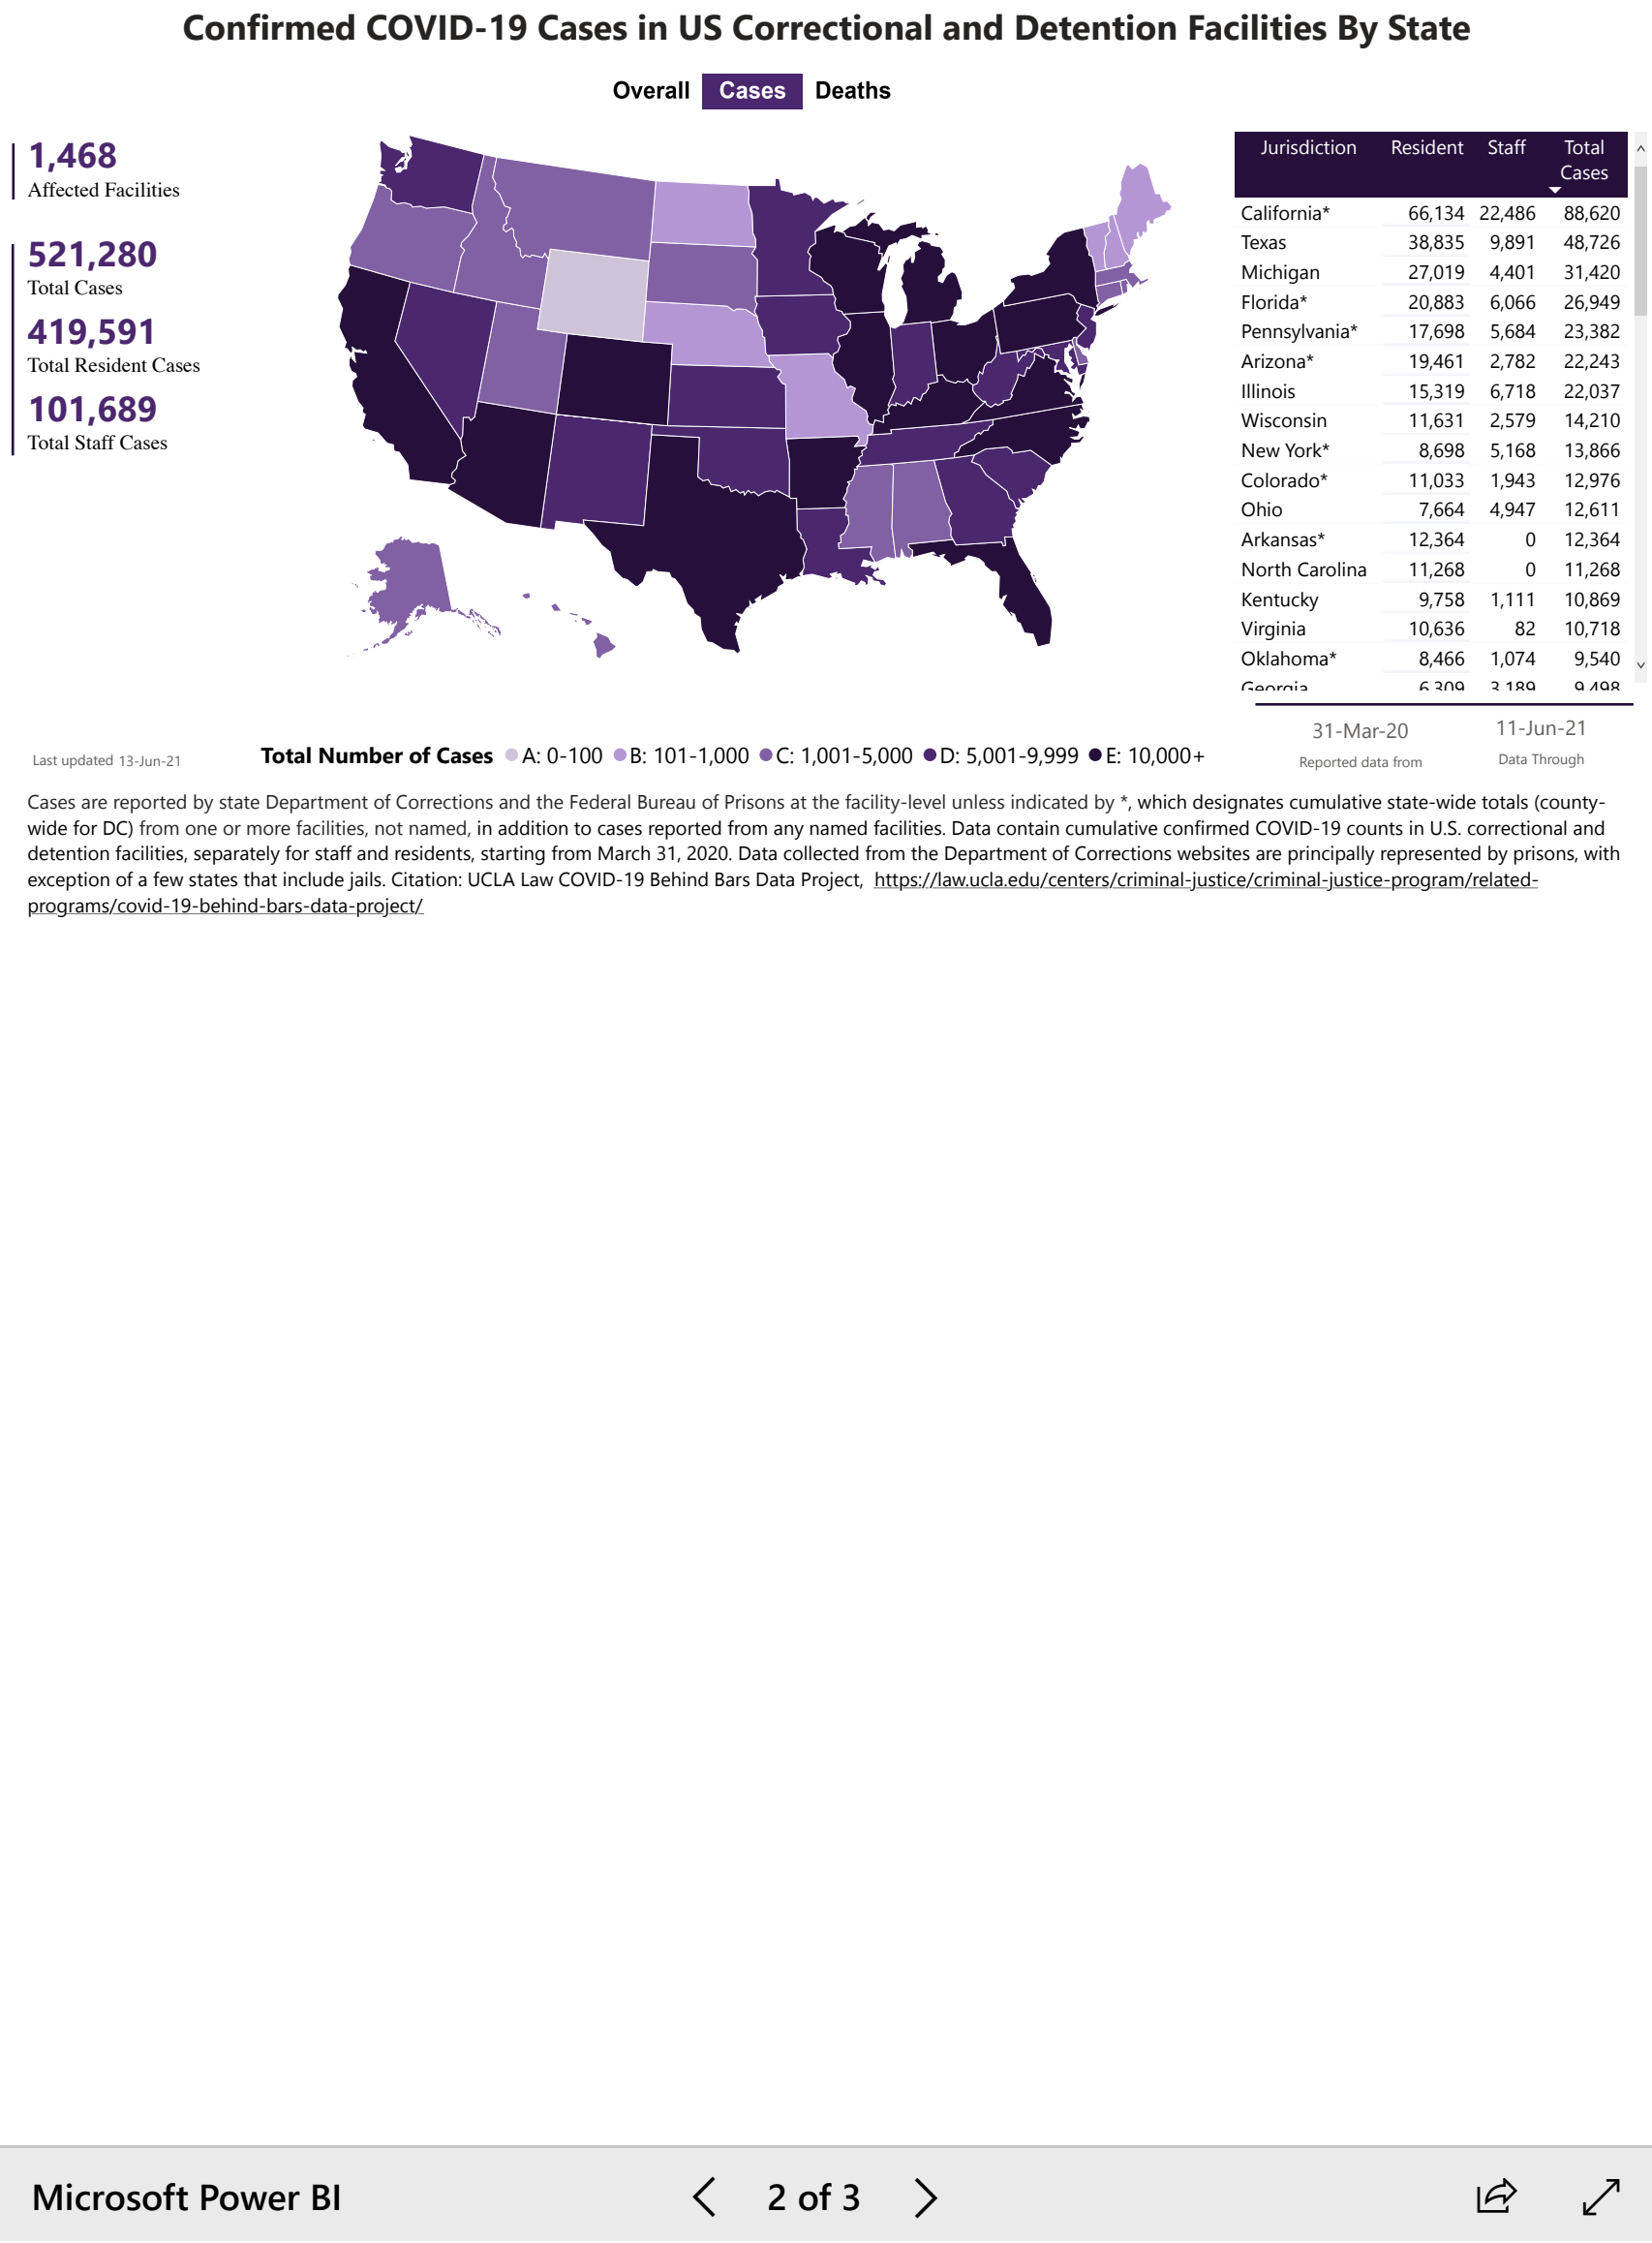 Confirmed COVID-19 Cases in US Correctional and Detention Facilities By State
Overall Cases Deaths
1,468
Affected Facilities
521,280
Total Cases
419,591
Total Resident Cases
101,689
Total Staff Cases
Jurisdiction Resident Staff Total Cases
California* 66,134 22,486 88,620
Texas 38,835 9,891 48,726
Michigan 27,019 4,401 31,420
Florida* 20,883 6,066 26,949
Pennsylvania* 17,698 5,684 23,382
Arizona* 19,461 2,782 22,243
Illinois 15,319 6,718 22,037
Wisconsin 11,631 2,579 14,210
New York* 8,698 5,168 13,866
Colorado* 11,033 1,943 12,976
Ohio 7,664 4,947 12,611
Arkansas* 12,364 0 12,364
North Carolina 11,268 0 11,268
Kentucky 9,758 1,111 10,869
Virginia 10,636 82 10,718
Oklahoma* 8,466 1,074 9,540
Georgia 6,309 3,189 9,498
31-Mar-20
Reported data from
11-Jun-21
Data Through
Last updated 13-Jun-21
Total Number of Cases A: 0-100 B: 101-1,000 C: 1,001-5,000 D: 5,001-9,999 E: 10,000+
Cases are reported by state Department of Corrections and the Federal Bureau of Prisons at the facility-level unless indicated by *, which designates cumulative state-wide totals (county-
wide for DC) from one or more facilities, not named, in addition to cases reported from any named facilities. Data contain cumulative confirmed COVID-19 counts in U.S. correctional and
detention facilities, separately for staff and residents, starting from March 31, 2020. Data collected from the Department of Corrections websites are principally represented by prisons, with
exception of a few states that include jails. Citation: UCLA Law COVID-19 Behind Bars Data Project, https://law.ucla.edu/centers/criminal-justice/criminal-justice-program/related-
programs/covid-19-behind-bars-data-project/
Microsoft Power BI
2 of 3